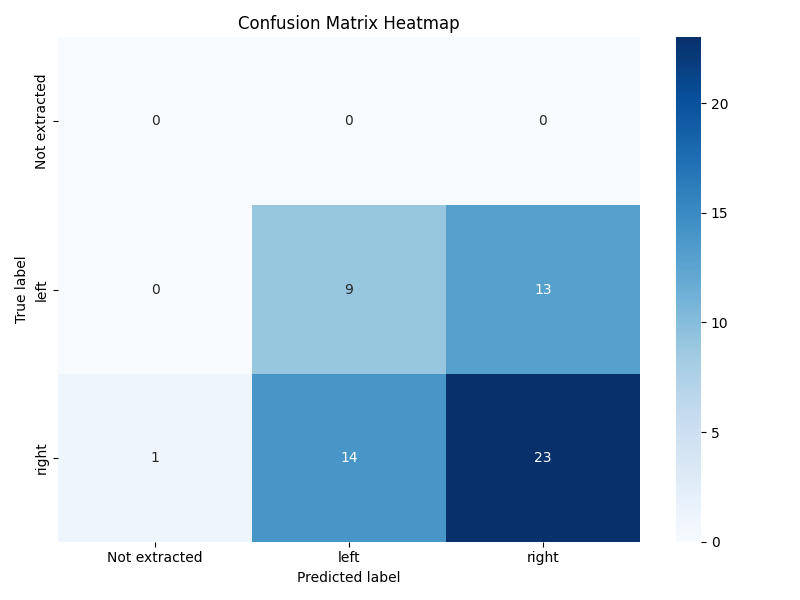 Confusion Matrix Heatmap
True label
Not extracted
left
right
0 0 0
0 9 13
1 14 23
Not extracted left right
Predicted label
20
15
10
5
0